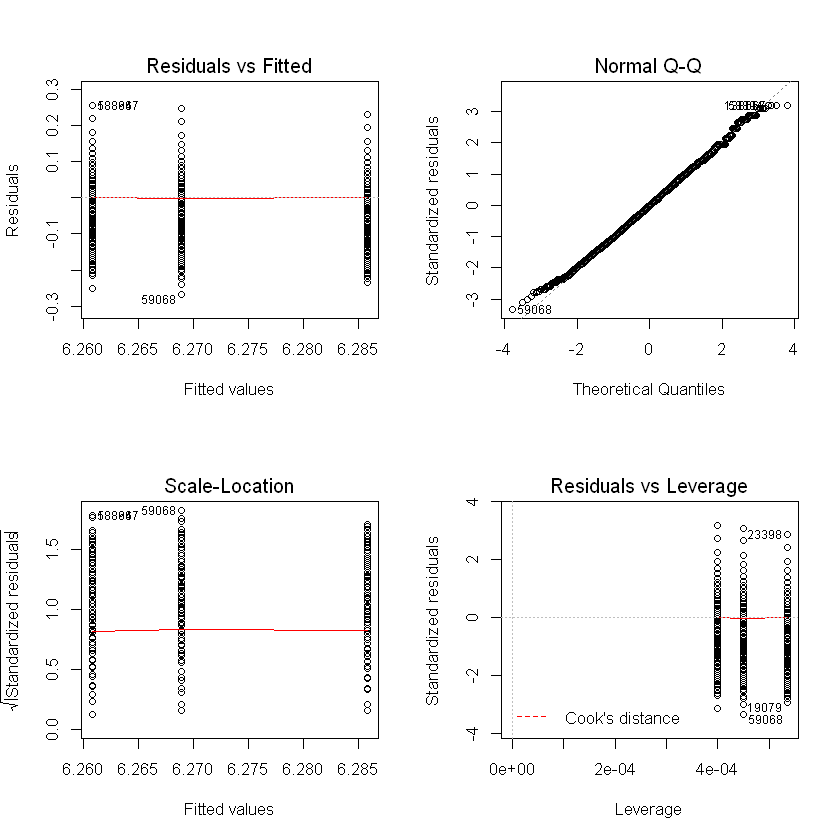 Residuals vs Fitted
Residuals
0.3
0.1
-0.1
-0.3
59068
6.260 6.265 6.270 6.275 6.280 6.285
Fitted values
Normal Q-Q
Standardized residuals
3
2
1
0
-1
-2
-3
59068
-4 -2 0 2 4
Theoretical Quantiles
Scale-Location
√|Standardized residuals|
1.5
1.0
0.5
0.0
59068
6.260 6.265 6.270 6.275 6.280 6.285
Fitted values
Residuals vs Leverage
Standardized residuals
4
2
0
-2
-4
23398
19079
59068
Cook's distance
0e+00 2e-04 4e-04
Leverage